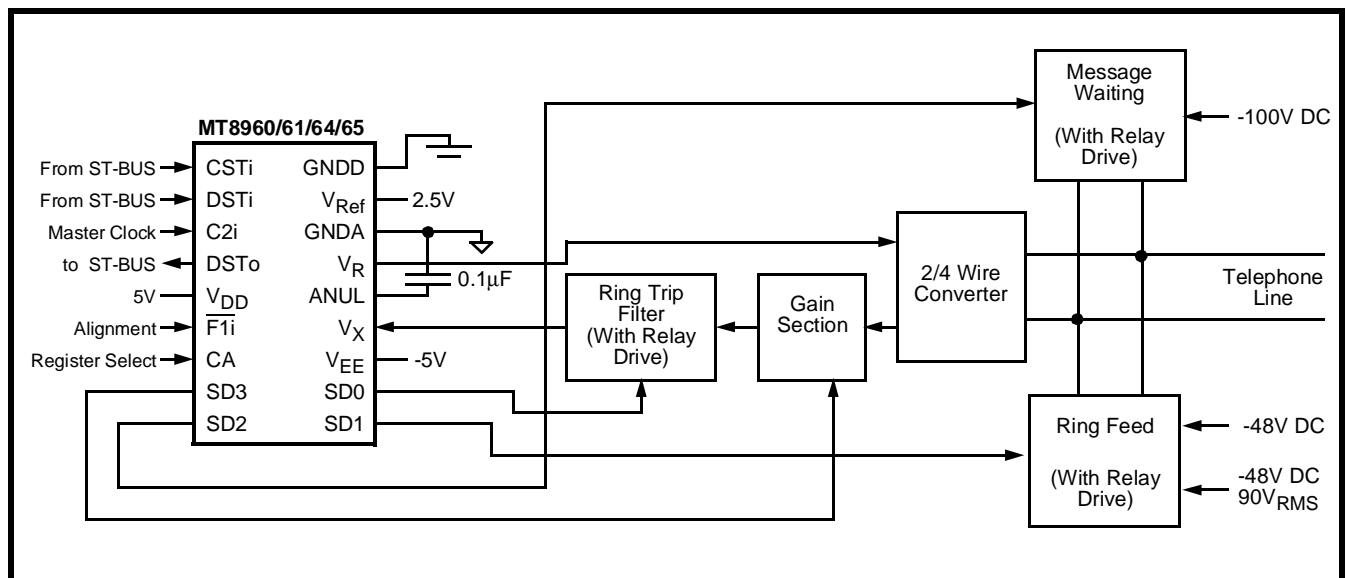 MT8960/61/64/65
From ST-BUS
CSTi
GNDD
From ST-BUS
DSTi
VRef
2.5V
Master Clock
C2i
GNDA
to ST-BUS
DSTo
VR
0.1µF
5V
VDD
ANUL
Alignment
F1i
VX
Register Select
CA
VEE
-5V
SD3
SD0
SD2
SD1
Ring Trip
Filter
(With Relay
Drive)
Gain
Section
2/4 Wire
Converter
Message
Waiting
(With Relay
Drive)
-100V DC
Telephone
Line
Ring Feed
(With Relay
Drive)
-48V DC
-48V DC
90VRMS